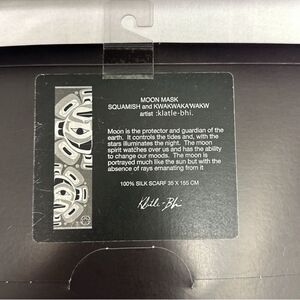 MOON MASK
SQUAMISH and KWAKWAKA'WAKW
artist :klatle-bhi.
Moon is the protector and guardian of the
earth. It controls the tides and, with the
stars illuminates the night. The moon
spirit watches over us and has the ability
to change our moods. The moon is
portrayed much like the sun but with the
absence of rays emanating from it
100% SILK SCARF 35 X 155 CM
Klatle-Bhi